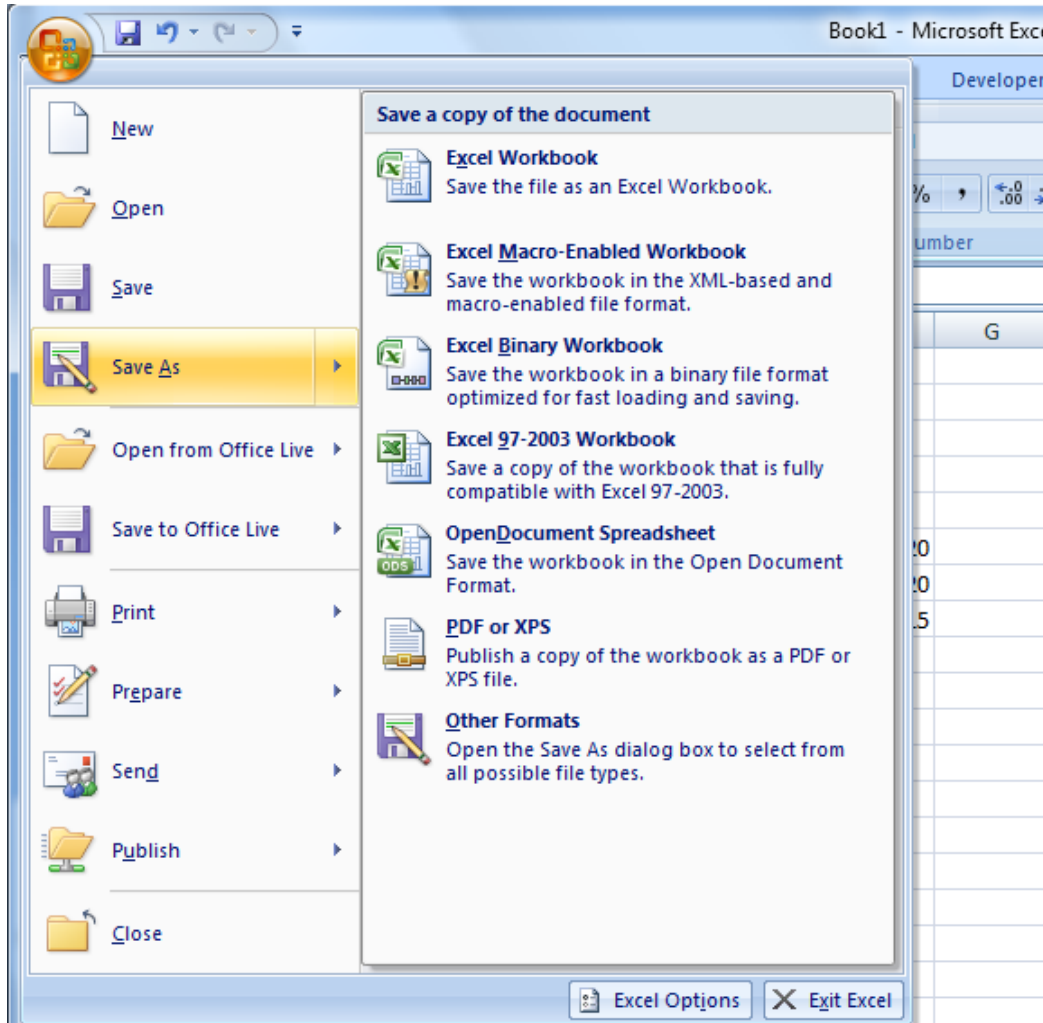 Book1 - Microsoft Exc
Developer
New
Open
Save
Save As
Open from Office Live
Save to Office Live
Print
Prepare
Send
Publish
Close
Save a copy of the document
Excel Workbook
Save the file as an Excel Workbook.
Excel Macro-Enabled Workbook
Save the workbook in the XML-based and
macro-enabled file format.
Excel Binary Workbook
Save the workbook in a binary file format
optimized for fast loading and saving.
Excel 97-2003 Workbook
Save a copy of the workbook that is fully
compatible with Excel 97-2003.
OpenDocument Spreadsheet
ODS
Save the workbook in the Open Document
Format.
PDF or XPS
Publish a copy of the workbook as a PDF or
XPS file.
Other Formats
Open the Save As dialog box to select from
all possible file types.
% , .0 .00
umber
G
20
20
15
Excel Options
Exit Excel